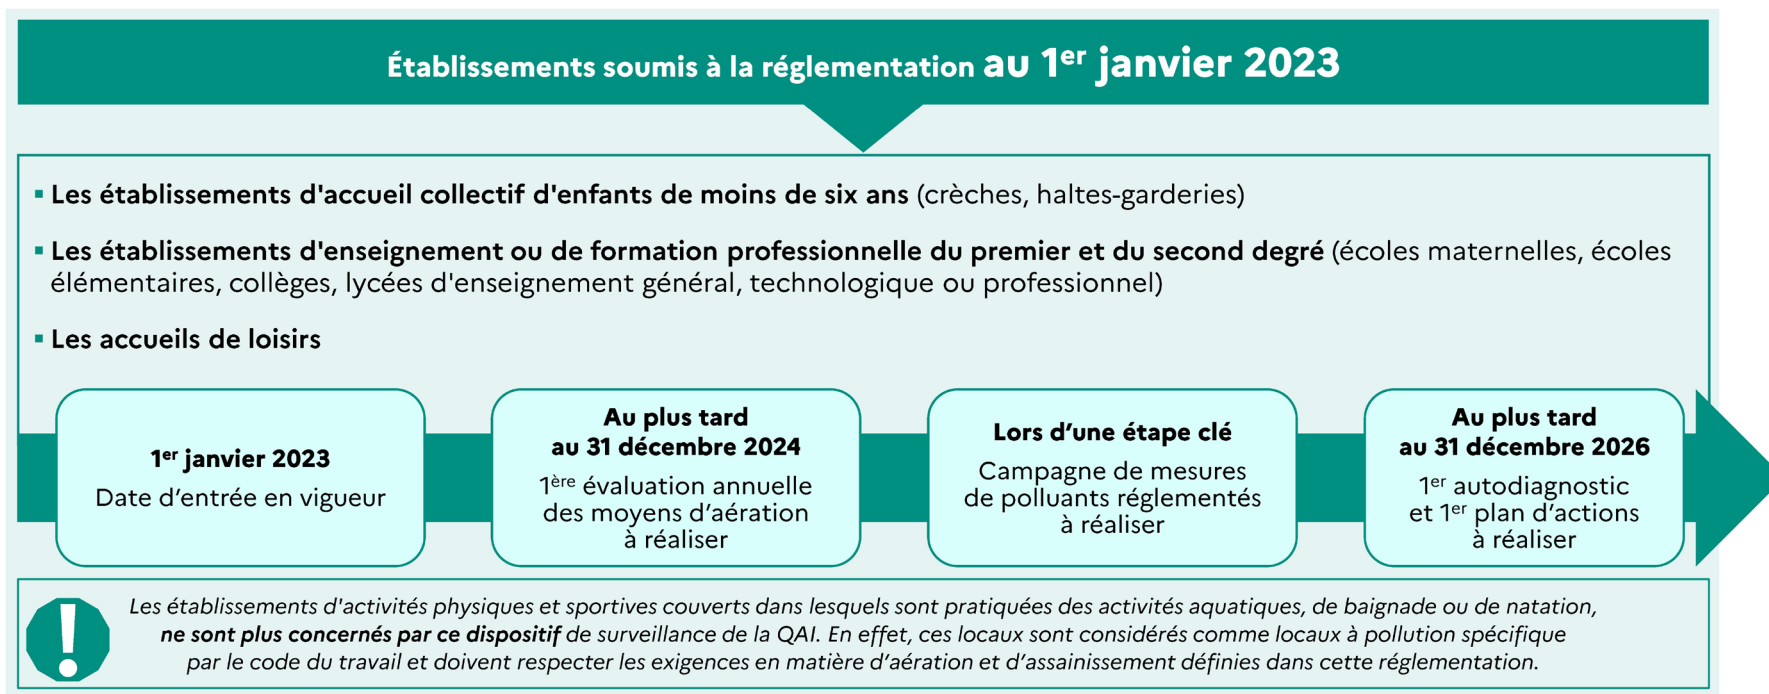 Établissements soumis à la réglementation au 1er janvier 2023
▪ Les établissements d'accueil collectif d'enfants de moins de six ans (crèches, haltes-garderies)
▪ Les établissements d'enseignement ou de formation professionnelle du premier et du second degré (écoles maternelles, écoles
élémentaires, collèges, lycées d'enseignement général, technologique ou professionnel)
▪ Les accueils de loisirs
1er janvier 2023
Date d'entrée en vigueur
Au plus tard
au 31 décembre 2024
1ère évaluation annuelle
des moyens d'aération
à réaliser
Lors d'une étape clé
Campagne de mesures
de polluants réglementés
à réaliser
Au plus tard
au 31 décembre 2026
1er autodiagnostic
et 1er plan d'actions
à réaliser
!
Les établissements d'activités physiques et sportives couverts dans lesquels sont pratiquées des activités aquatiques, de baignade ou de natation,
ne sont plus concernés par ce dispositif de surveillance de la QAI. En effet, ces locaux sont considérés comme locaux à pollution spécifique
par le code du travail et doivent respecter les exigences en matière d'aération et d'assainissement définies dans cette réglementation.